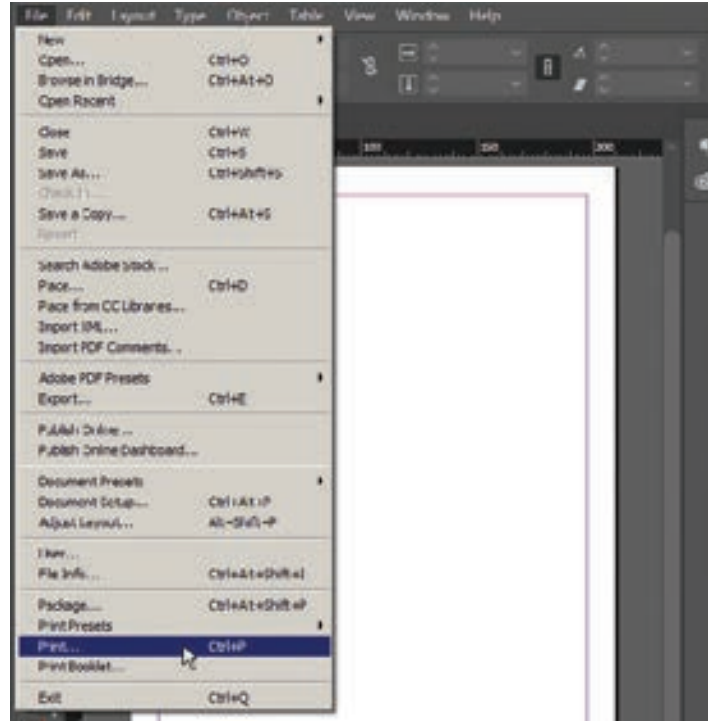 File Edit Layout Type Object Table View Window Help
New
Open... Ctrl+O
Browse in Bridge... Ctrl+Alt+O
Open Recent
Close Ctrl+W
Save Ctrl+S
Save As... Ctrl+Shift+S
Check In...
Save a Copy... Ctrl+Alt+S
Revert
Search Adobe Stock...
Place... Ctrl+D
Place from CC Libraries...
Import XML...
Import PDF Comments...
Adobe PDF Presets
Export... Ctrl+E
Publish Online...
Publish Online Dashboard...
Document Presets
Document Setup... Ctrl+Alt+P
Adjust Layout... Alt+Shift+P
User...
File Info... Ctrl+Alt+Shift+I
Package... Ctrl+Alt+Shift+P
Print Presets
Print... Ctrl+P
Print Booklet...
Exit Ctrl+Q
100 150 200